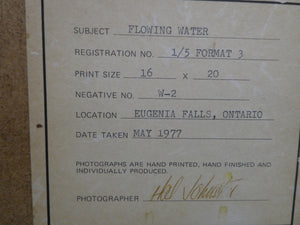 SUBJECT FLOWING WATER
REGISTRATION NO. 1/5 FORMAT 3
PRINT SIZE 16 X 20
NEGATIVE NO. W-2
LOCATION EUGENIA FALLS, ONTARIO
DATE TAKEN MAY 1977
PHOTOGRAPHS ARE HAND PRINTED, HAND FINISHED AND
INDIVIDUALLY PRODUCED.
PHOTOGRAPHER Hal